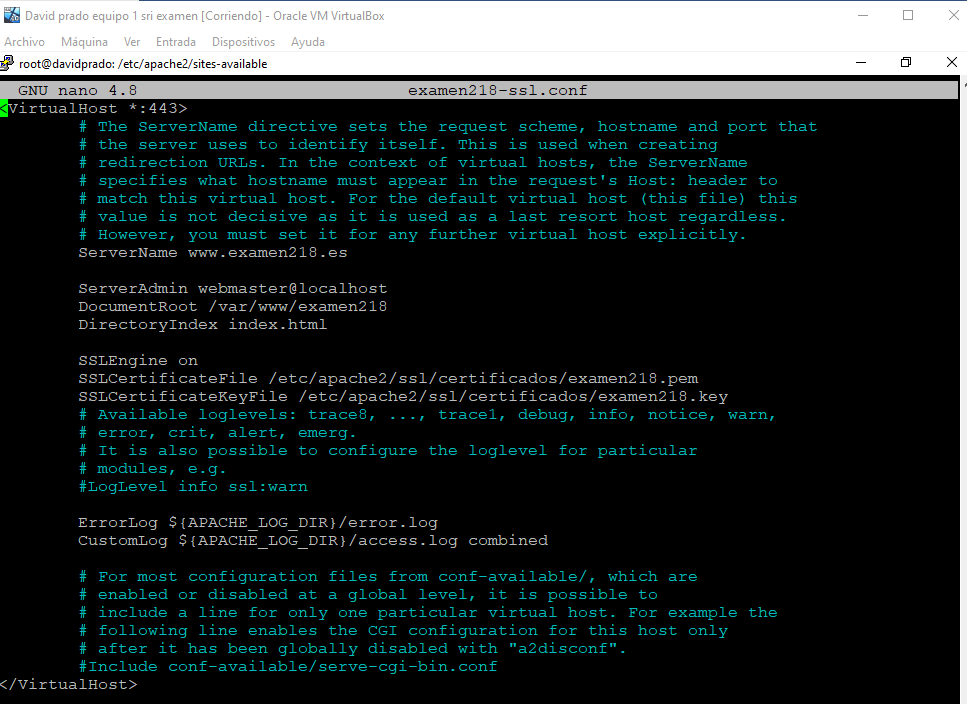 David prado equipo 1 sri examen [Corriendo] - Oracle VM VirtualBox
Archivo Máquina Ver Entrada Dispositivos Ayuda
root@davidprado: /etc/apache2/sites-available
GNU nano 4.8 examen218-ssl.conf
<VirtualHost *:443>
# The ServerName directive sets the request scheme, hostname and port that
# the server uses to identify itself. This is used when creating
# redirection URLs. In the context of virtual hosts, the ServerName
# specifies what hostname must appear in the request's Host: header to
# match this virtual host. For the default virtual host (this file) this
# value is not decisive as it is used as a last resort host regardless.
# However, you must set it for any further virtual host explicitly.
ServerName www.examen218.es
ServerAdmin webmaster@localhost
DocumentRoot /var/www/examen218
DirectoryIndex index.html
SSLEngine on
SSLCertificateFile /etc/apache2/ssl/certificados/examen218.pem
SSLCertificateKeyFile /etc/apache2/ssl/certificados/examen218.key
# Available loglevels: trace8, ..., trace1, debug, info, notice, warn,
# error, crit, alert, emerg.
# It is also possible to configure the loglevel for particular
# modules, e.g.
#LogLevel info ssl:warn
ErrorLog ${APACHE_LOG_DIR}/error.log
CustomLog ${APACHE_LOG_DIR}/access.log combined
# For most configuration files from conf-available/, which are
# enabled or disabled at a global level, it is possible to
# include a line for only one particular virtual host. For example the
# following line enables the CGI configuration for this host only
# after it has been globally disabled with "a2disconf".
#Include conf-available/serve-cgi-bin.conf
</VirtualHost>